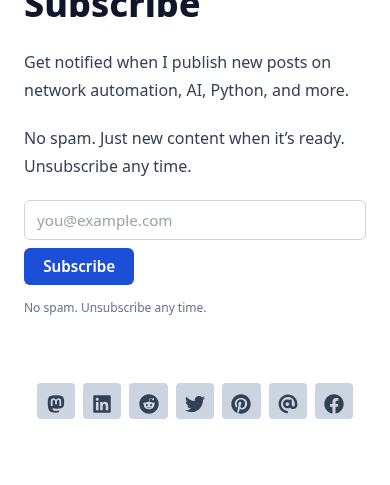 Subscribe
Get notified when I publish new posts on
network automation, AI, Python, and more.
No spam. Just new content when it’s ready.
Unsubscribe any time.
you@example.com
Subscribe
No spam. Unsubscribe any time.